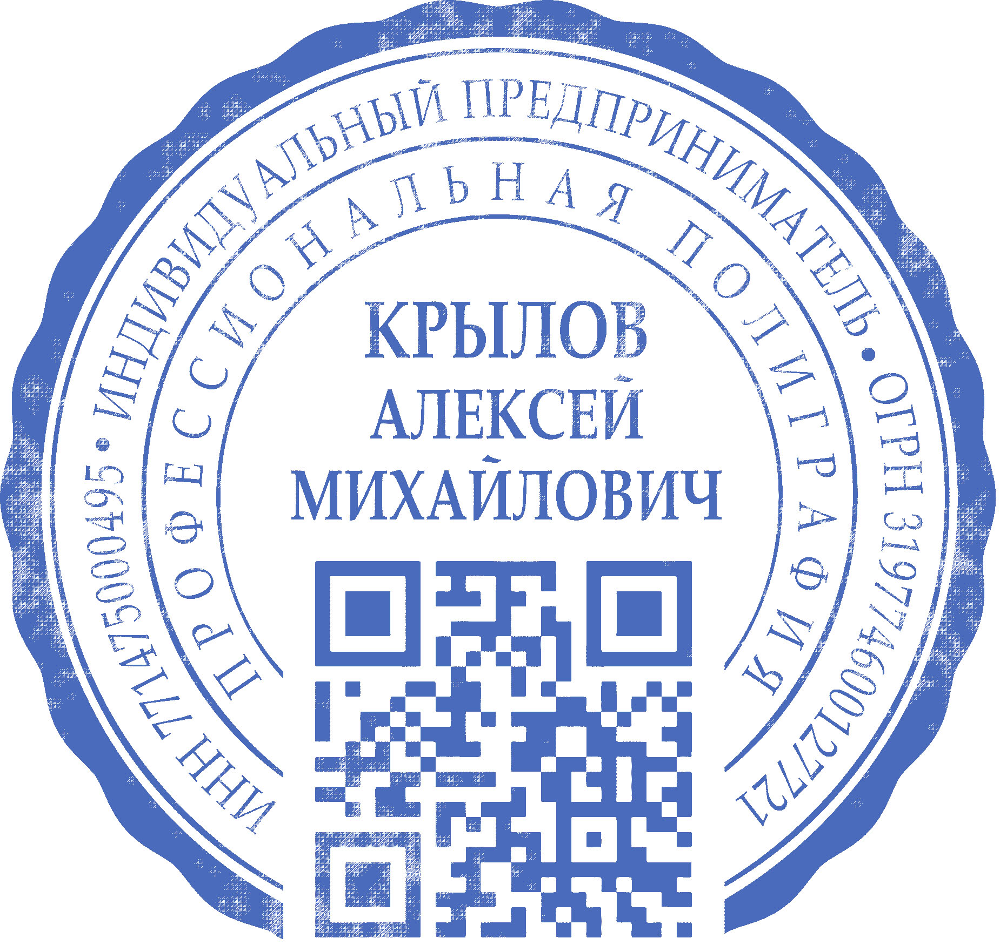 ИНН 771475000495 • ИНДИВИДУАЛЬНЫЙ ПРЕДПРИНИМАТЕЛЬ • ОГРН 319774600127721
ПРОФЕССИОНАЛЬНАЯ ПОЛИГРАФИЯ
КРЫЛОВ
АЛЕКСЕЙ
МИХАЙЛОВИЧ